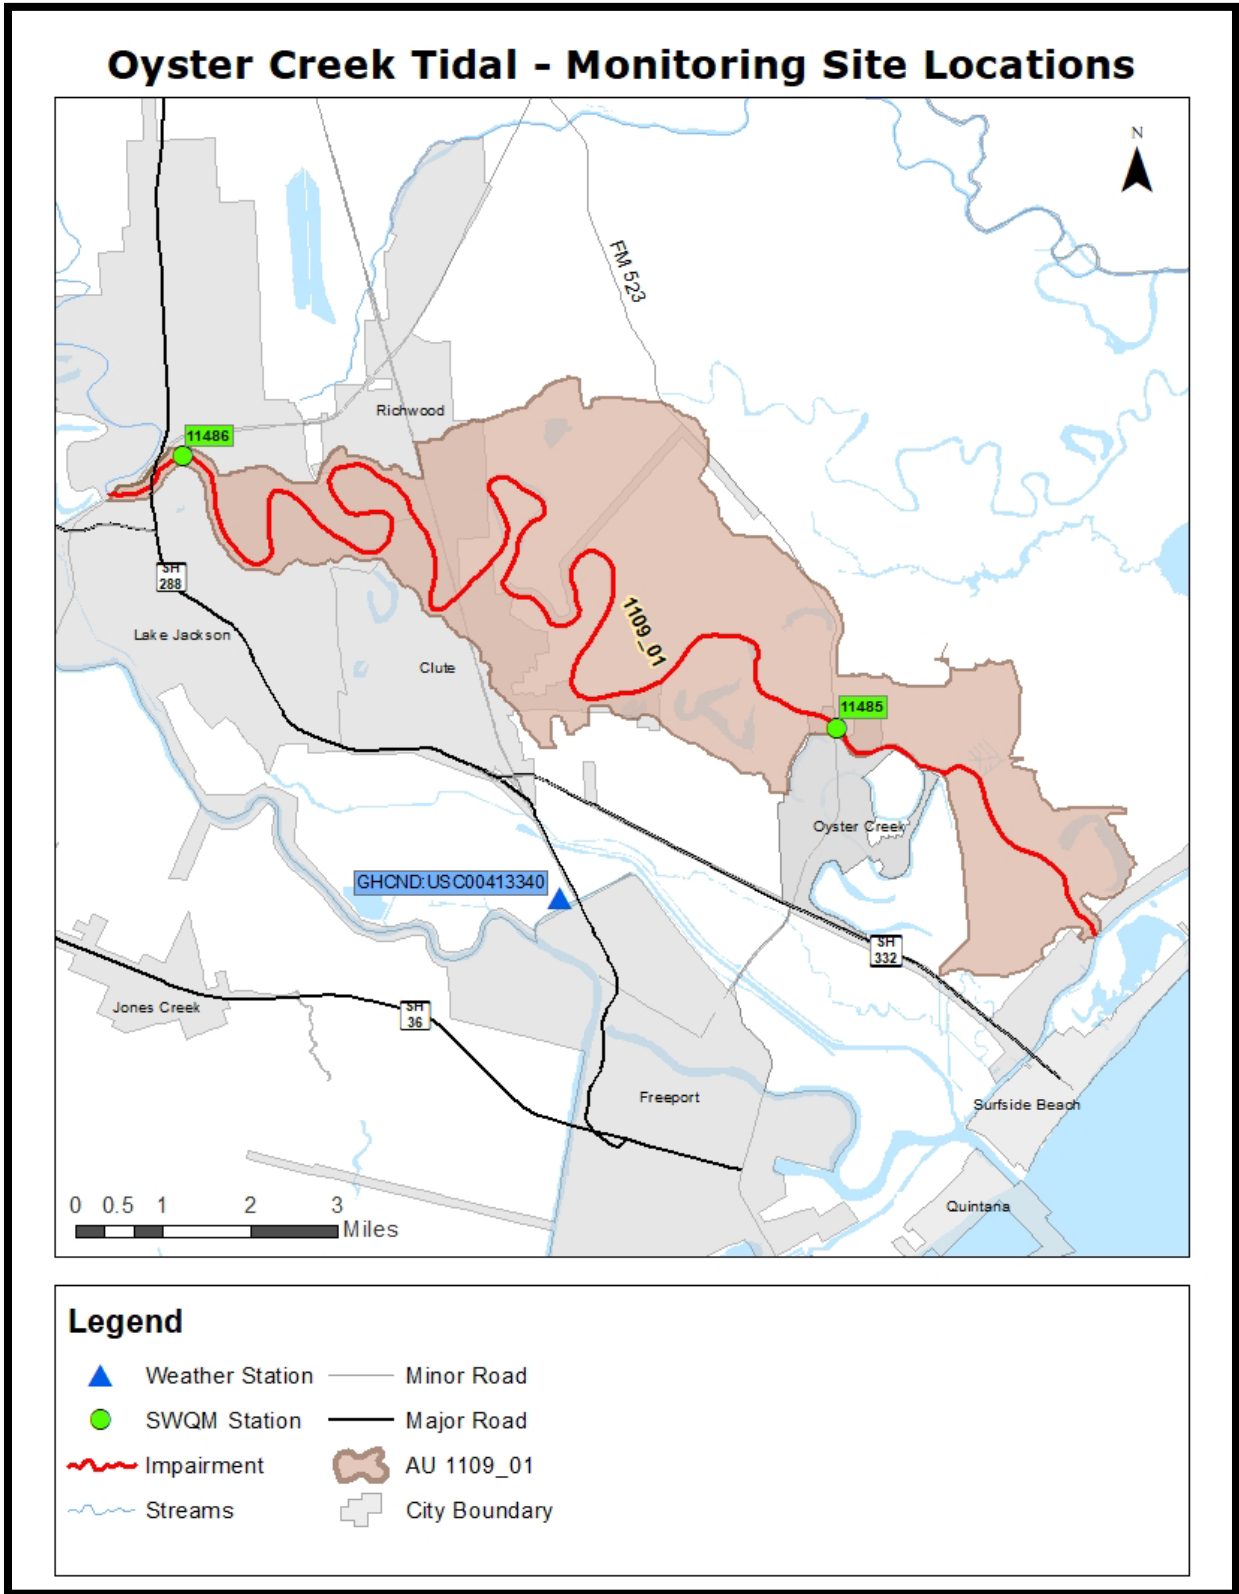 Oyster Creek Tidal - Monitoring Site Locations
N
FM 523
Richwood
11486
SH
288
1109_01
Lake Jackson
Clute
11485
Oyster Creek
GHCND:USC00413340
SH
332
Jones Creek
SH
36
Freeport
Surfside Beach
Quintana
0 0.5 1 2 3
Miles
Legend
Weather Station
Minor Road
SWQM Station
Major Road
Impairment
AU 1109_01
Streams
City Boundary